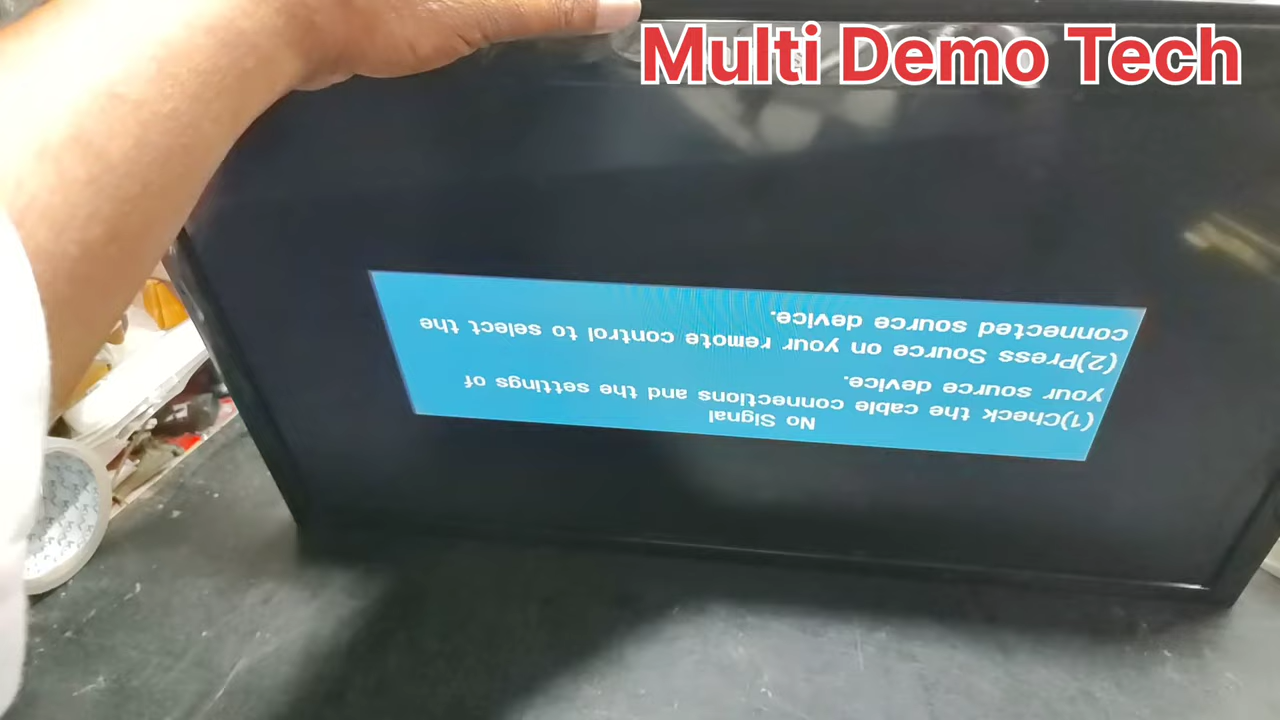 Multi Demo Tech
No Signal
(1)Check the cable connections and the settings of
your source device.
(2)Press Source on your remote control to select the
connected source device.